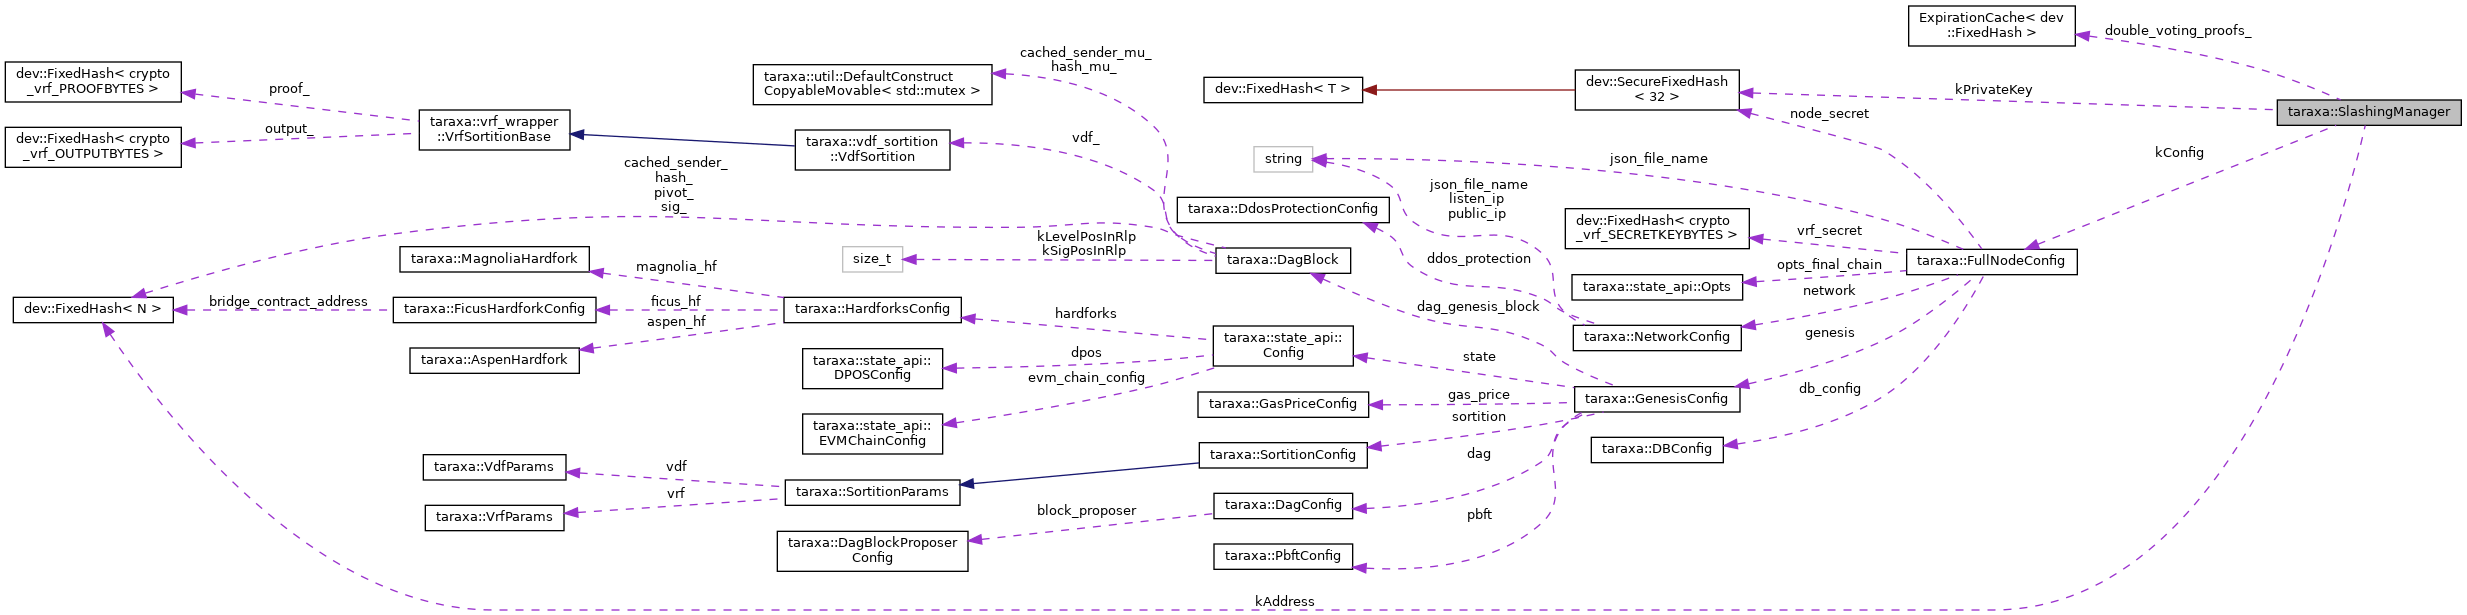 ExpirationCache< dev
::FixedHash >
double_voting_proofs_
cached_sender_mu_
hash_mu_
dev::FixedHash< crypto
_vrf_PROOFBYTES >
proof_
taraxa::util::DefaultConstruct
CopyableMovable< std::mutex >
dev::FixedHash< T >
dev::SecureFixedHash
< 32 >
kPrivateKey
taraxa::SlashingManager
node_secret
taraxa::vrf_wrapper
::VrfSortitionBase
output_
dev::FixedHash< crypto
_vrf_OUTPUTBYTES >
taraxa::vdf_sortition
::VdfSortition
vdf_
string
json_file_name
kConfig
cached_sender_
hash_
pivot_
sig_
json_file_name
listen_ip
public_ip
taraxa::DdosProtectionConfig
dev::FixedHash< crypto
_vrf_SECRETKEYBYTES >
vrf_secret
taraxa::MagnoliaHardfork
size_t
kLevelPosInRlp
kSigPosInRlp
taraxa::DagBlock
ddos_protection
taraxa::FullNodeConfig
opts_final_chain
magnolia_hf
taraxa::state_api::Opts
network
dev::FixedHash< N >
bridge_contract_address
taraxa::FicusHardforkConfig
ficus_hf
taraxa::HardforksConfig
hardforks
dag_genesis_block
aspen_hf
taraxa::state_api::
Config
taraxa::NetworkConfig
genesis
taraxa::AspenHardfork
taraxa::state_api::
DPOSConfig
dpos
state
evm_chain_config
db_config
gas_price
taraxa::GasPriceConfig
taraxa::GenesisConfig
sortition
taraxa::state_api::
EVMChainConfig
taraxa::SortitionConfig
dag
taraxa::DBConfig
taraxa::VdfParams
vdf
vrf
taraxa::SortitionParams
taraxa::VrfParams
block_proposer
taraxa::DagConfig
pbft
taraxa::DagBlockProposer
Config
taraxa::PbftConfig
kAddress